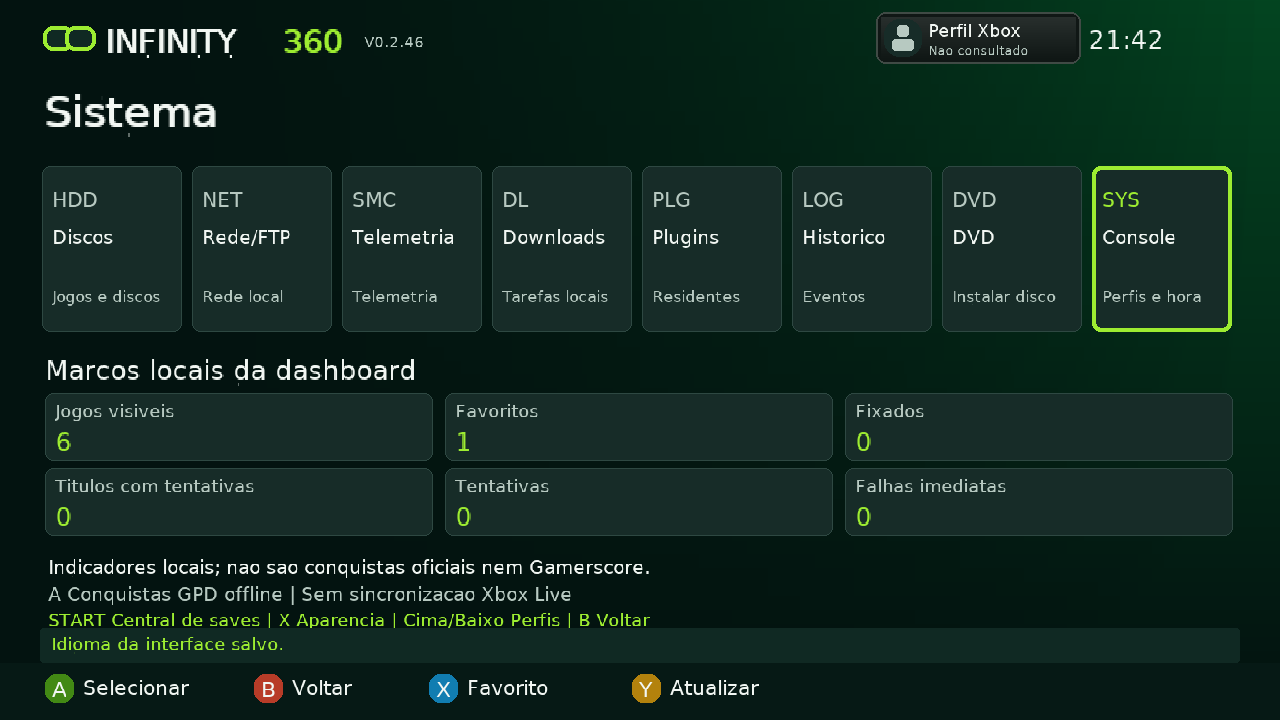 INFINITY 360 V0.2.46
Perfil Xbox
Nao consultado
21:42
Sistema
HDD
Discos
Jogos e discos
NET
Rede/FTP
Rede local
SMC
Telemetria
Telemetria
DL
Downloads
Tarefas locais
PLG
Plugins
Residentes
LOG
Historico
Eventos
DVD
DVD
Instalar disco
SYS
Console
Perfis e hora
Marcos locais da dashboard
Jogos visiveis
6
Favoritos
1
Fixados
0
Titulos com tentativas
0
Tentativas
0
Falhas imediatas
0
Indicadores locais; nao sao conquistas oficiais nem Gamerscore.
A Conquistas GPD offline | Sem sincronizacao Xbox Live
START Central de saves | X Aparencia | Cima/Baixo Perfis | B Voltar
Idioma da interface salvo.
A Selecionar B Voltar X Favorito Y Atualizar